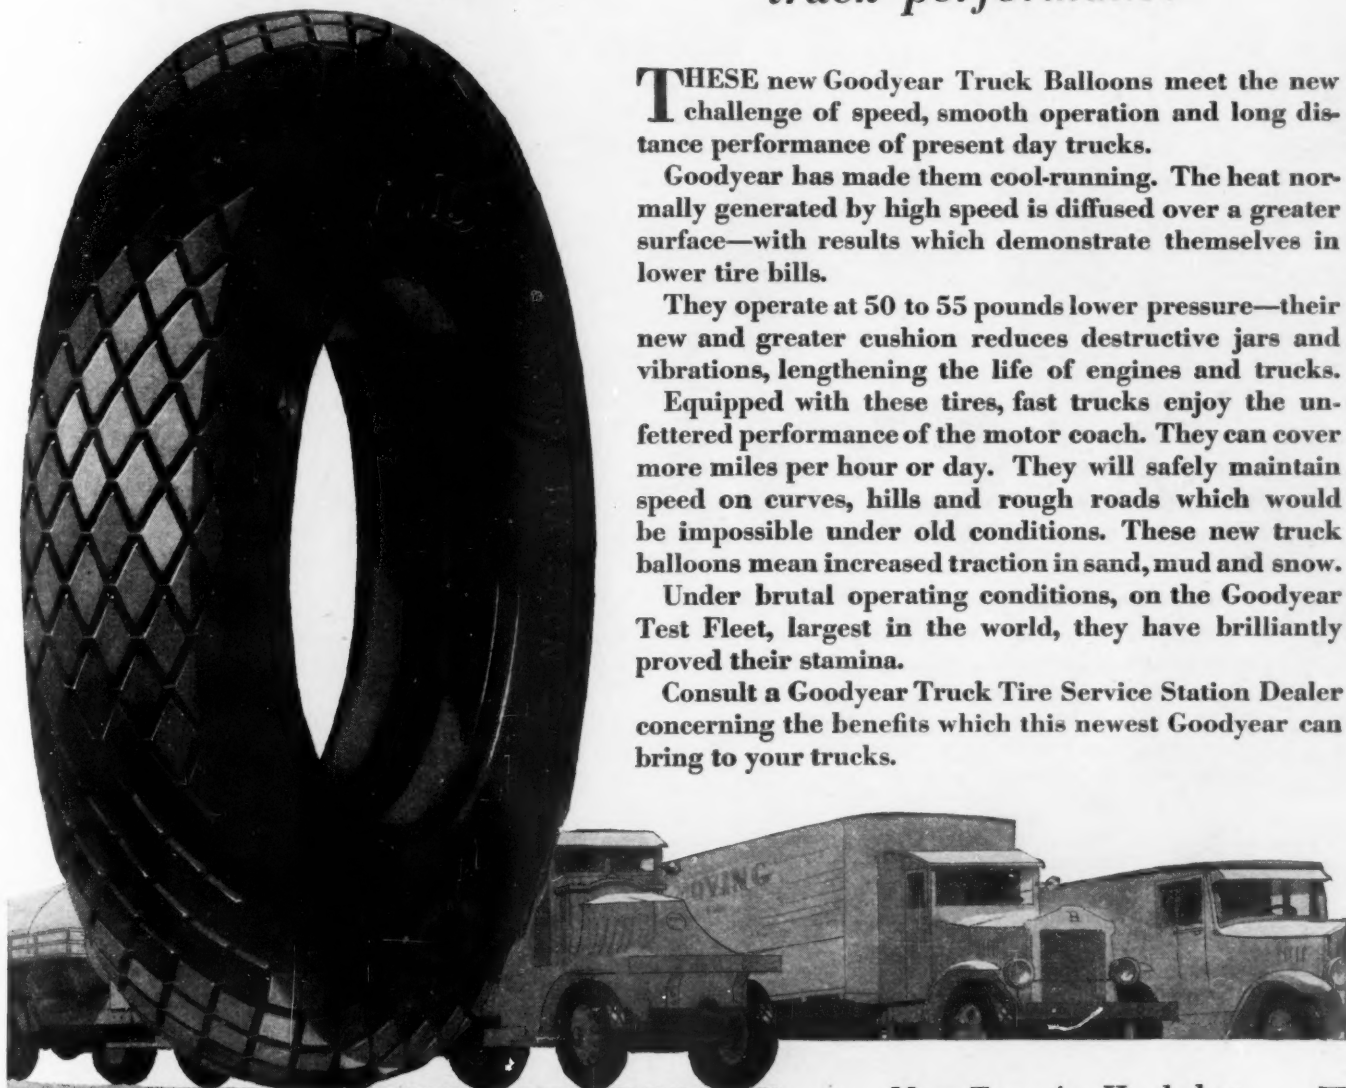 truck performance
THESE new Goodyear Truck Balloons meet the new
challenge of speed, smooth operation and long dis-
tance performance of present day trucks.
Goodyear has made them cool-running. The heat nor-
mally generated by high speed is diffused over a greater
surface—with results which demonstrate themselves in
lower tire bills.
They operate at 50 to 55 pounds lower pressure—their
new and greater cushion reduces destructive jars and
vibrations, lengthening the life of engines and trucks.
Equipped with these tires, fast trucks enjoy the un-
fettered performance of the motor coach. They can cover
more miles per hour or day. They will safely maintain
speed on curves, hills and rough roads which would
be impossible under old conditions. These new truck
balloons mean increased traction in sand, mud and snow.
Under brutal operating conditions, on the Goodyear
Test Fleet, largest in the world, they have brilliantly
proved their stamina.
Consult a Goodyear Truck Tire Service Station Dealer
concerning the benefits which this newest Goodyear can
bring to your trucks.
OVING
B